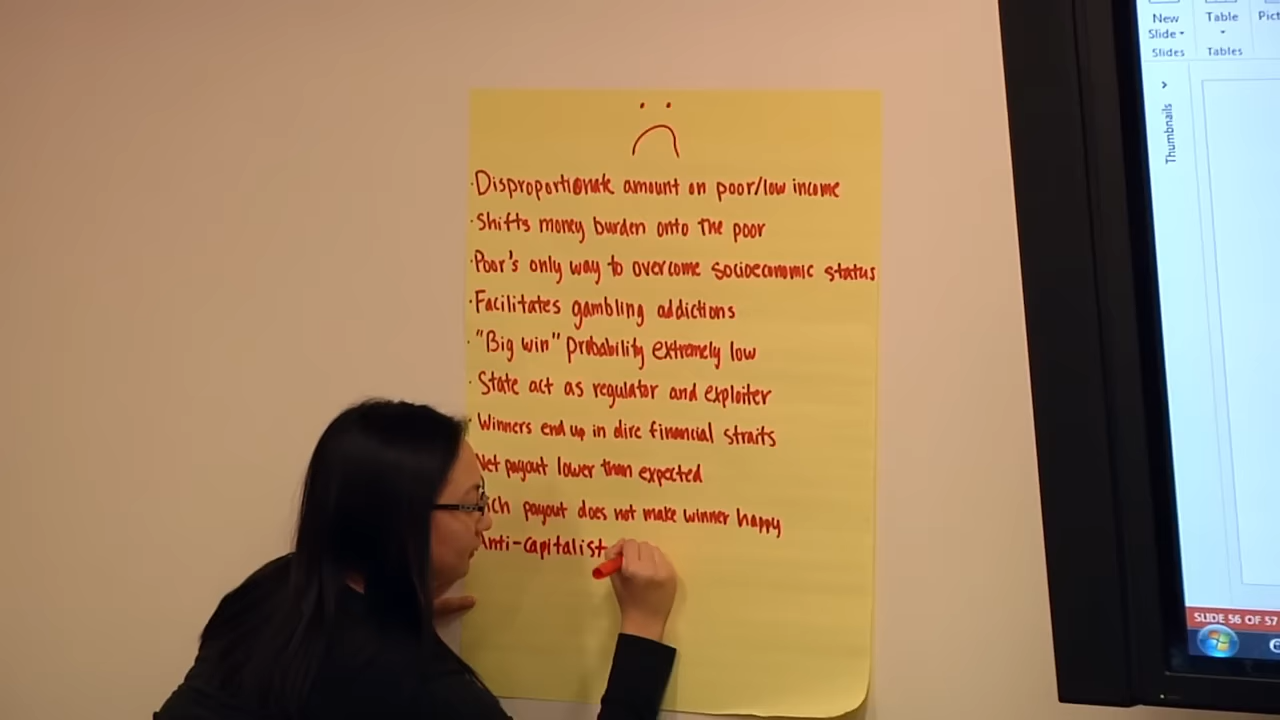 · Disproportionate amount on poor/low income
· Shifts money burden onto the poor
· Poor's only way to overcome socioeconomic status
· Facilitates gambling addictions
· "Big win" probability extremely low
· State act as regulator and exploiter
· Winners end up in dire financial straits
Net payout lower than expected
payout does not make winner happy
Anti-capitalist
New Slide
Table
Slides
Tables
Thumbnails
SLIDE 56 OF 57